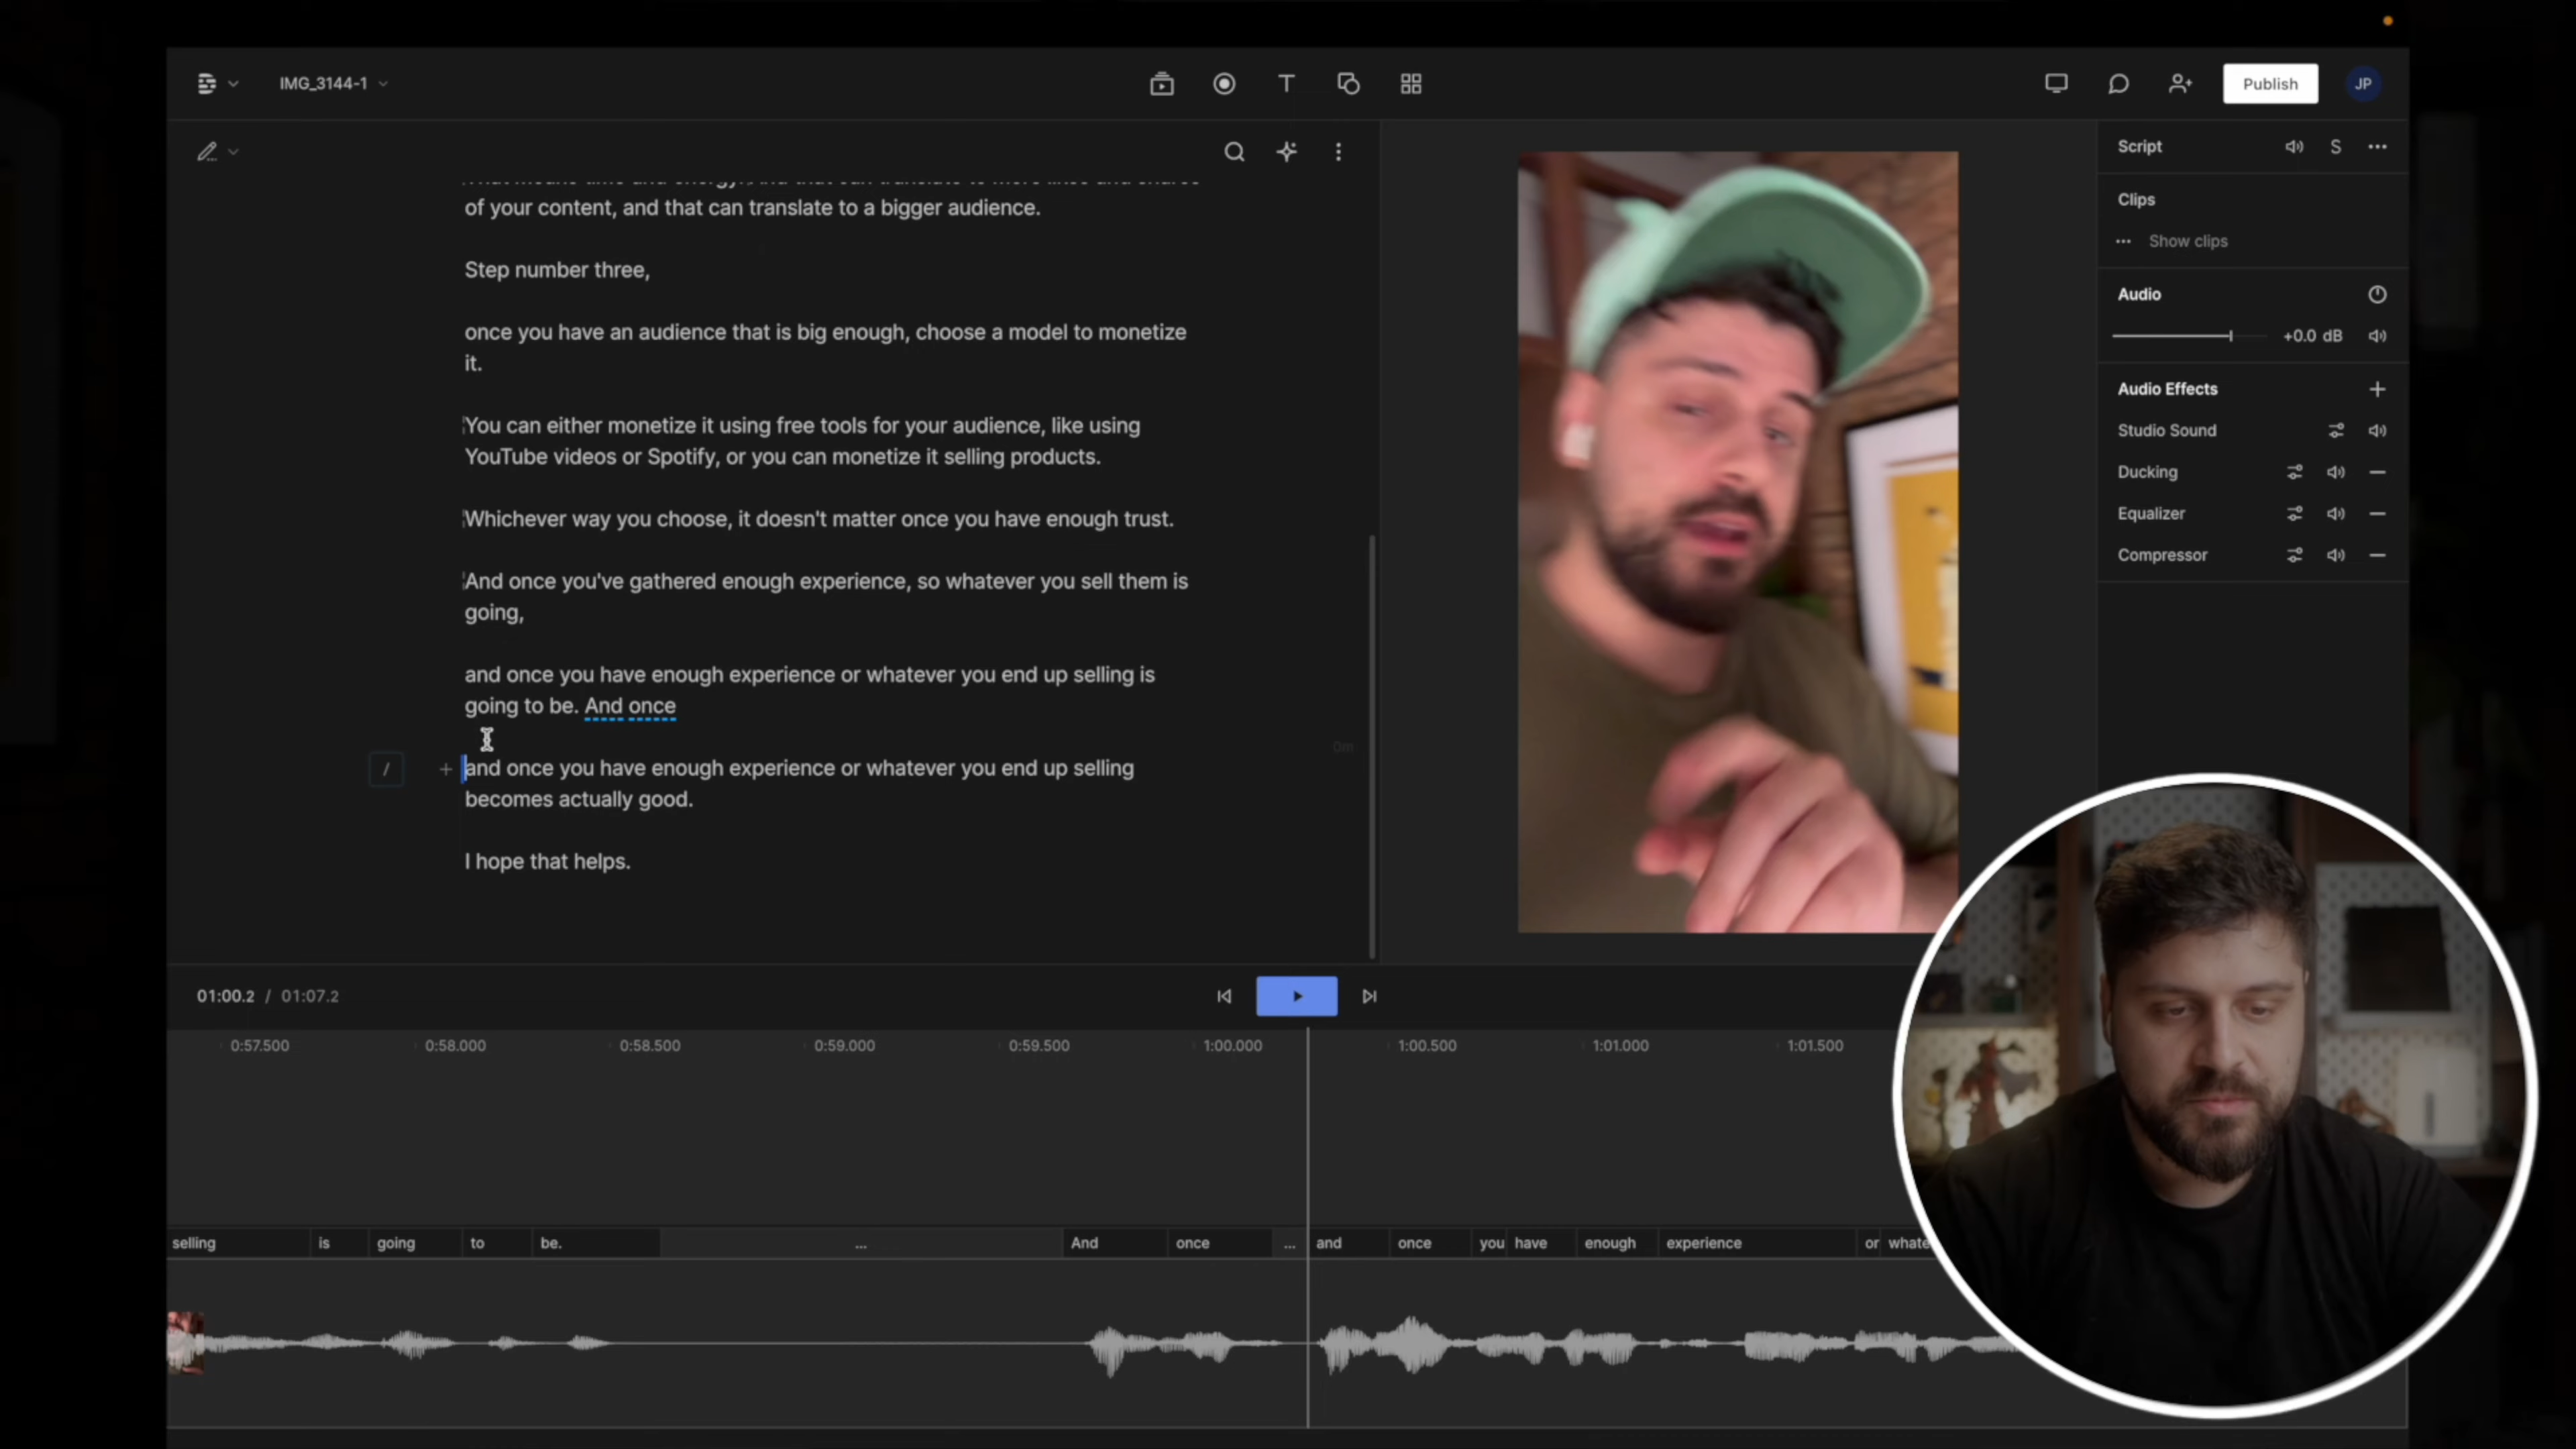 IMG_3144-1
Publish
JP
of your content, and that can translate to a bigger audience.
Step number three,
once you have an audience that is big enough, choose a model to monetize
it.
You can either monetize it using free tools for your audience, like using
YouTube videos or Spotify, or you can monetize it selling products.
Whichever way you choose, it doesn't matter once you have enough trust.
And once you've gathered enough experience, so whatever you sell them is
going,
and once you have enough experience or whatever you end up selling is
going to be. And once
0m
/
+
and once you have enough experience or whatever you end up selling
becomes actually good.
I hope that helps.
Script
S
Clips
Show clips
Audio
+0.0 dB
Audio Effects
Studio Sound
Ducking
Equalizer
Compressor
01:00.2 / 01:07.2
0:57.500 0:58.000 0:58.500 0:59.000 0:59.500 1:00.000 1:00.500 1:01.000 1:01.500
selling is going to be. ... And once ... and once you have enough experience or whate